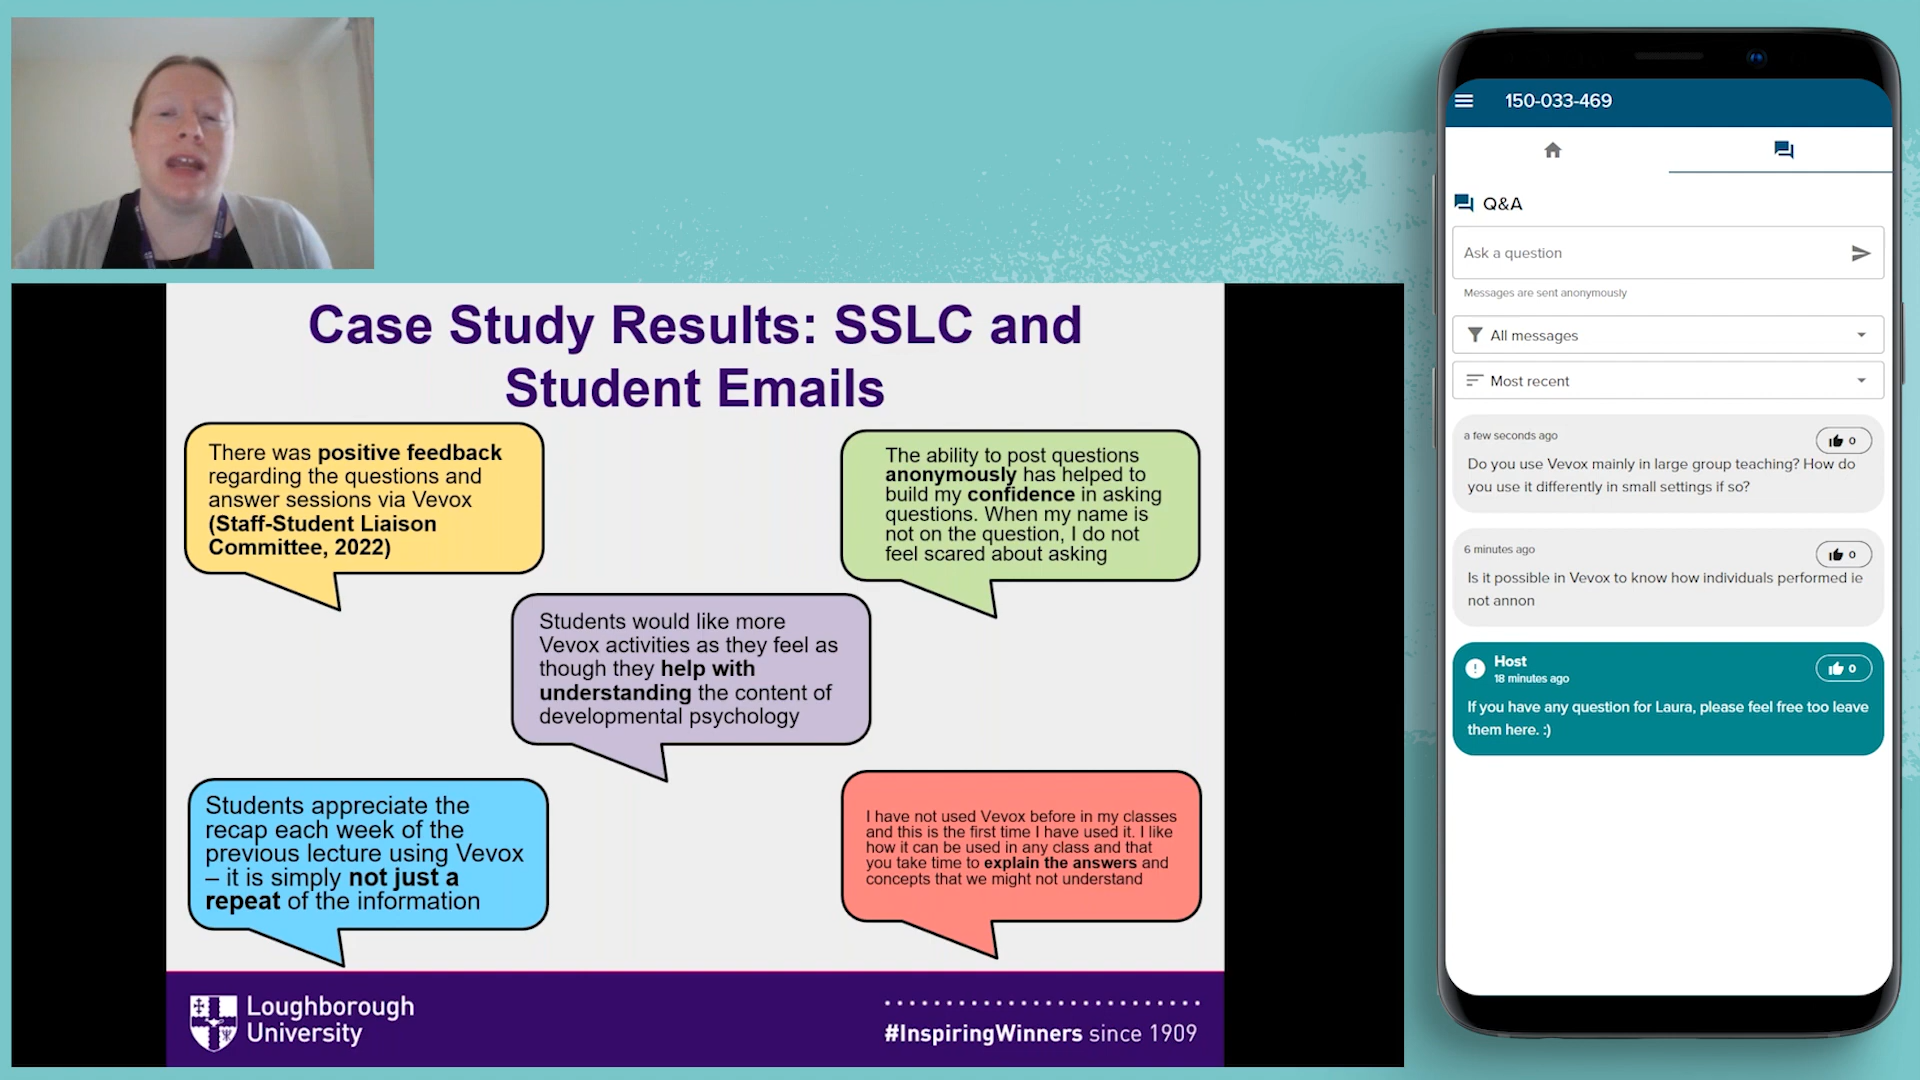 Case Study Results: SSLC and
Student Emails
There was positive feedback
regarding the questions and
answer sessions via Vevox
(Staff-Student Liaison
Committee, 2022)
The ability to post questions
anonymously has helped to
build my confidence in asking
questions. When my name is
not on the question, I do not
feel scared about asking
Students would like more
Vevox activities as they feel as
though they help with
understanding the content of
developmental psychology
Students appreciate the
recap each week of the
previous lecture using Vevox
– it is simply not just a
repeat of the information
I have not used Vevox before in my classes
and this is the first time I have used it. I like
how it can be used in any class and that
you take time to explain the answers and
concepts that we might not understand
Loughborough
University
#InspiringWinners since 1909
150-033-469
Q&A
Ask a question
Messages are sent anonymously
All messages
Most recent
a few seconds ago
0
Do you use Vevox mainly in large group teaching? How do
you use it differently in small settings if so?
6 minutes ago
0
Is it possible in Vevox to know how individuals performed ie
not annon
Host
18 minutes ago
0
If you have any question for Laura, please feel free too leave
them here. :)